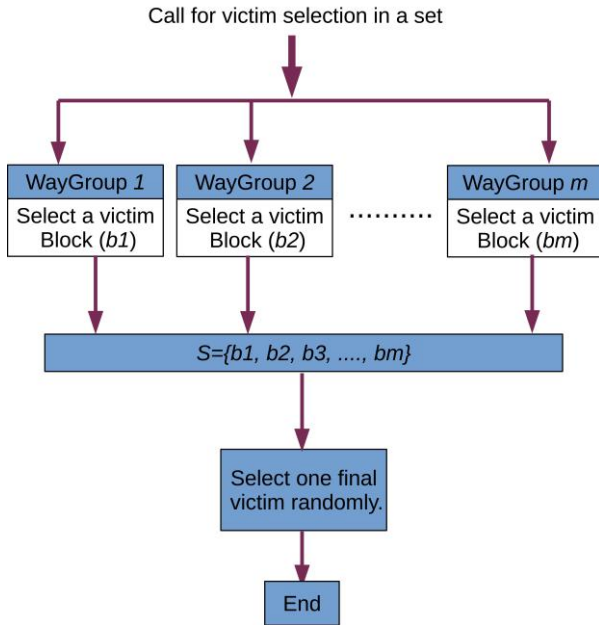 Call for victim selection in a set
WayGroup 1
WayGroup 2
WayGroup m
Select a victim
Block (b1)
Select a victim
Block (b2)
..........
Select a victim
Block (bm)
S={b1, b2, b3, ...., bm}
Select one final
victim randomly.
End